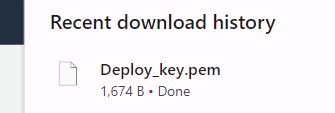 Recent download history
Deploy_key.pem
1,674 B • Done